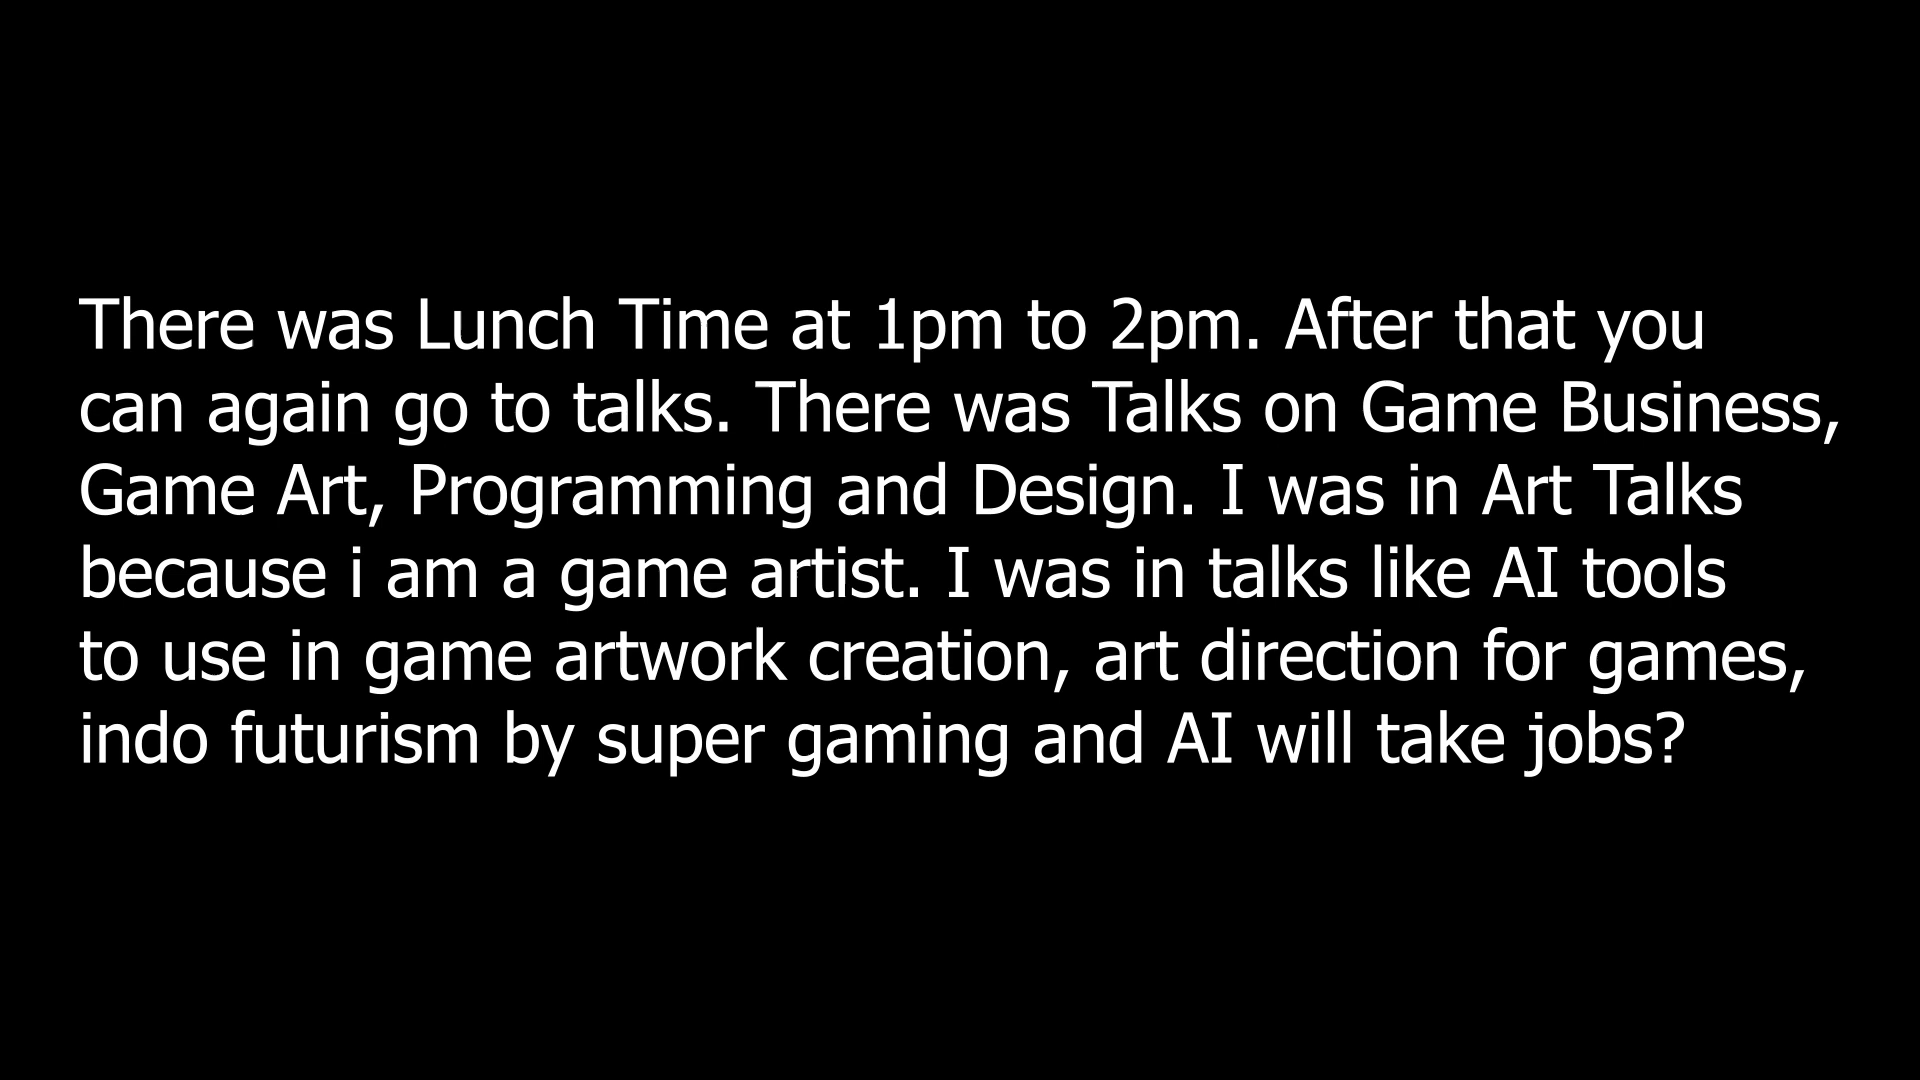 There was Lunch Time at 1pm to 2pm. After that you
can again go to talks. There was Talks on Game Business,
Game Art, Programming and Design. I was in Art Talks
because i am a game artist. I was in talks like AI tools
to use in game artwork creation, art direction for games,
indo futurism by super gaming and AI will take jobs?